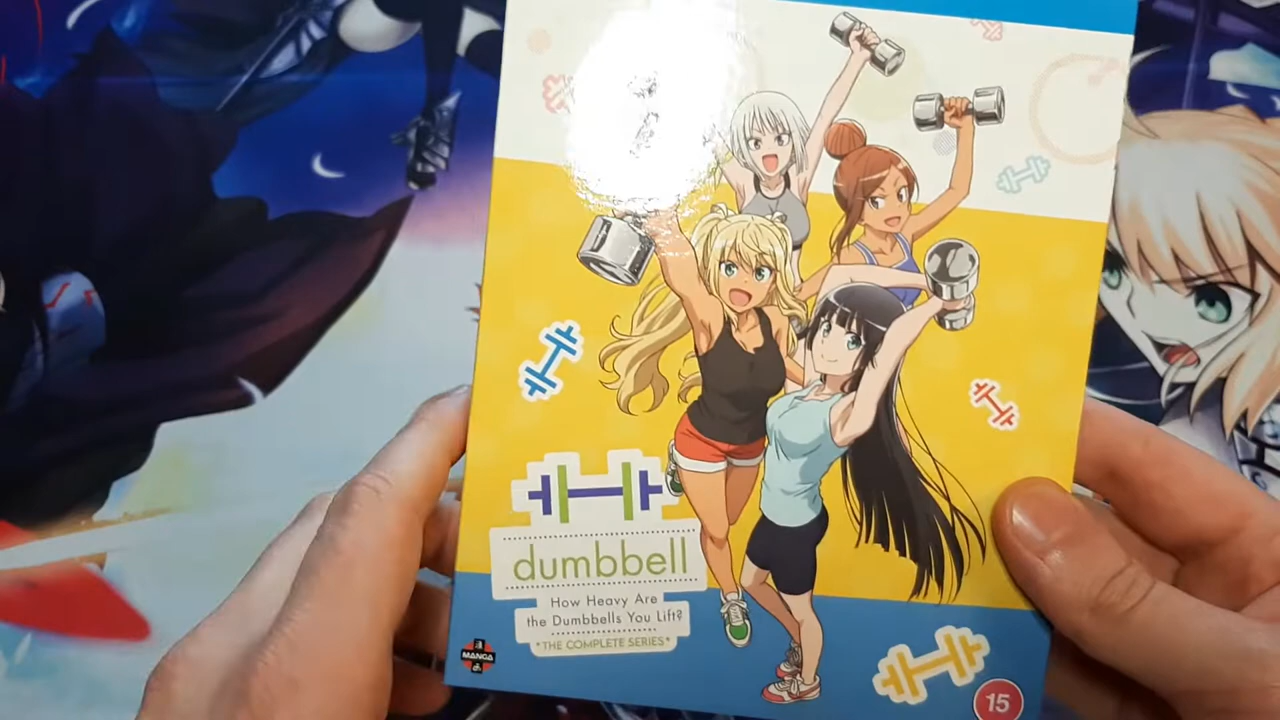 dumbbell
How Heavy Are
the Dumbbells You Lift?
*THE COMPLETE SERIES*
MANGA
15